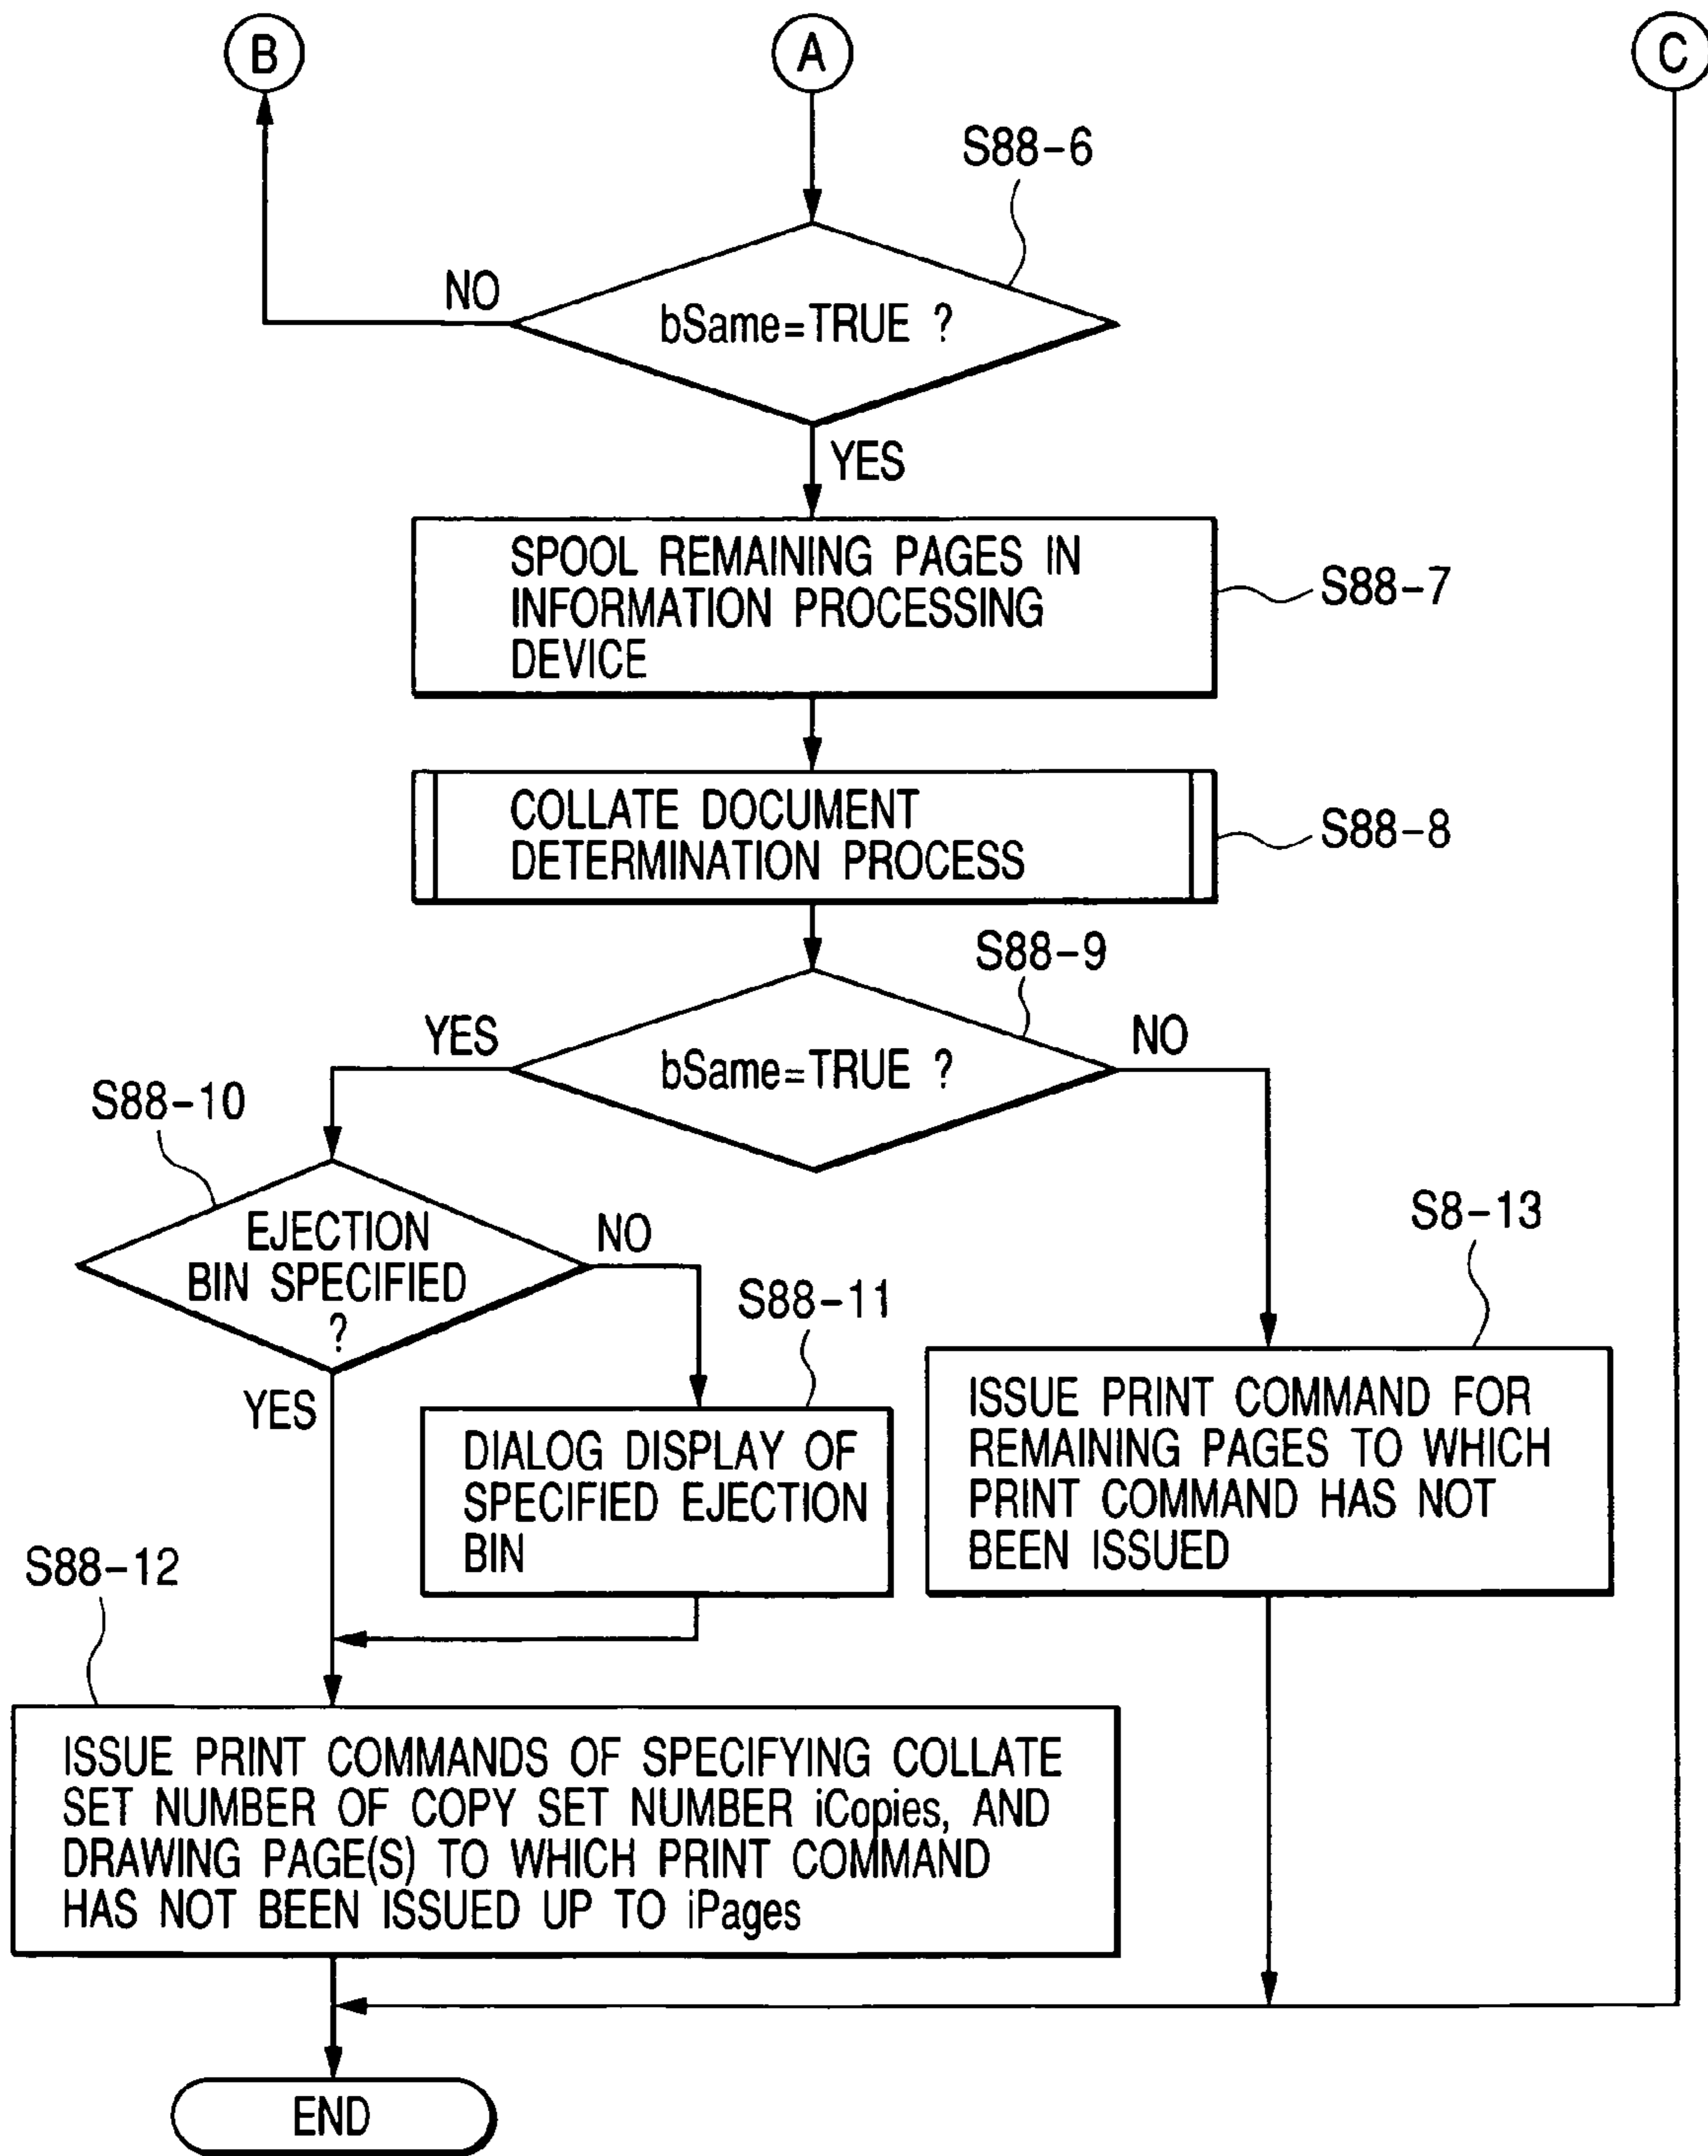 B
A
C
S88-6
NO
bSame=TRUE ?
YES
SPOOL REMAINING PAGES IN
INFORMATION PROCESSING
DEVICE
S88-7
COLLATE DOCUMENT
DETERMINATION PROCESS
S88-8
S88-9
YES
bSame=TRUE ?
NO
S88-10
EJECTION
BIN SPECIFIED
?
NO
YES
S88-11
DIALOG DISPLAY OF
SPECIFIED EJECTION
BIN
S8-13
ISSUE PRINT COMMAND FOR
REMAINING PAGES TO WHICH
PRINT COMMAND HAS NOT
BEEN ISSUED
S88-12
ISSUE PRINT COMMANDS OF SPECIFYING COLLATE
SET NUMBER OF COPY SET NUMBER iCopies, AND
DRAWING PAGE(S) TO WHICH PRINT COMMAND
HAS NOT BEEN ISSUED UP TO iPages
END